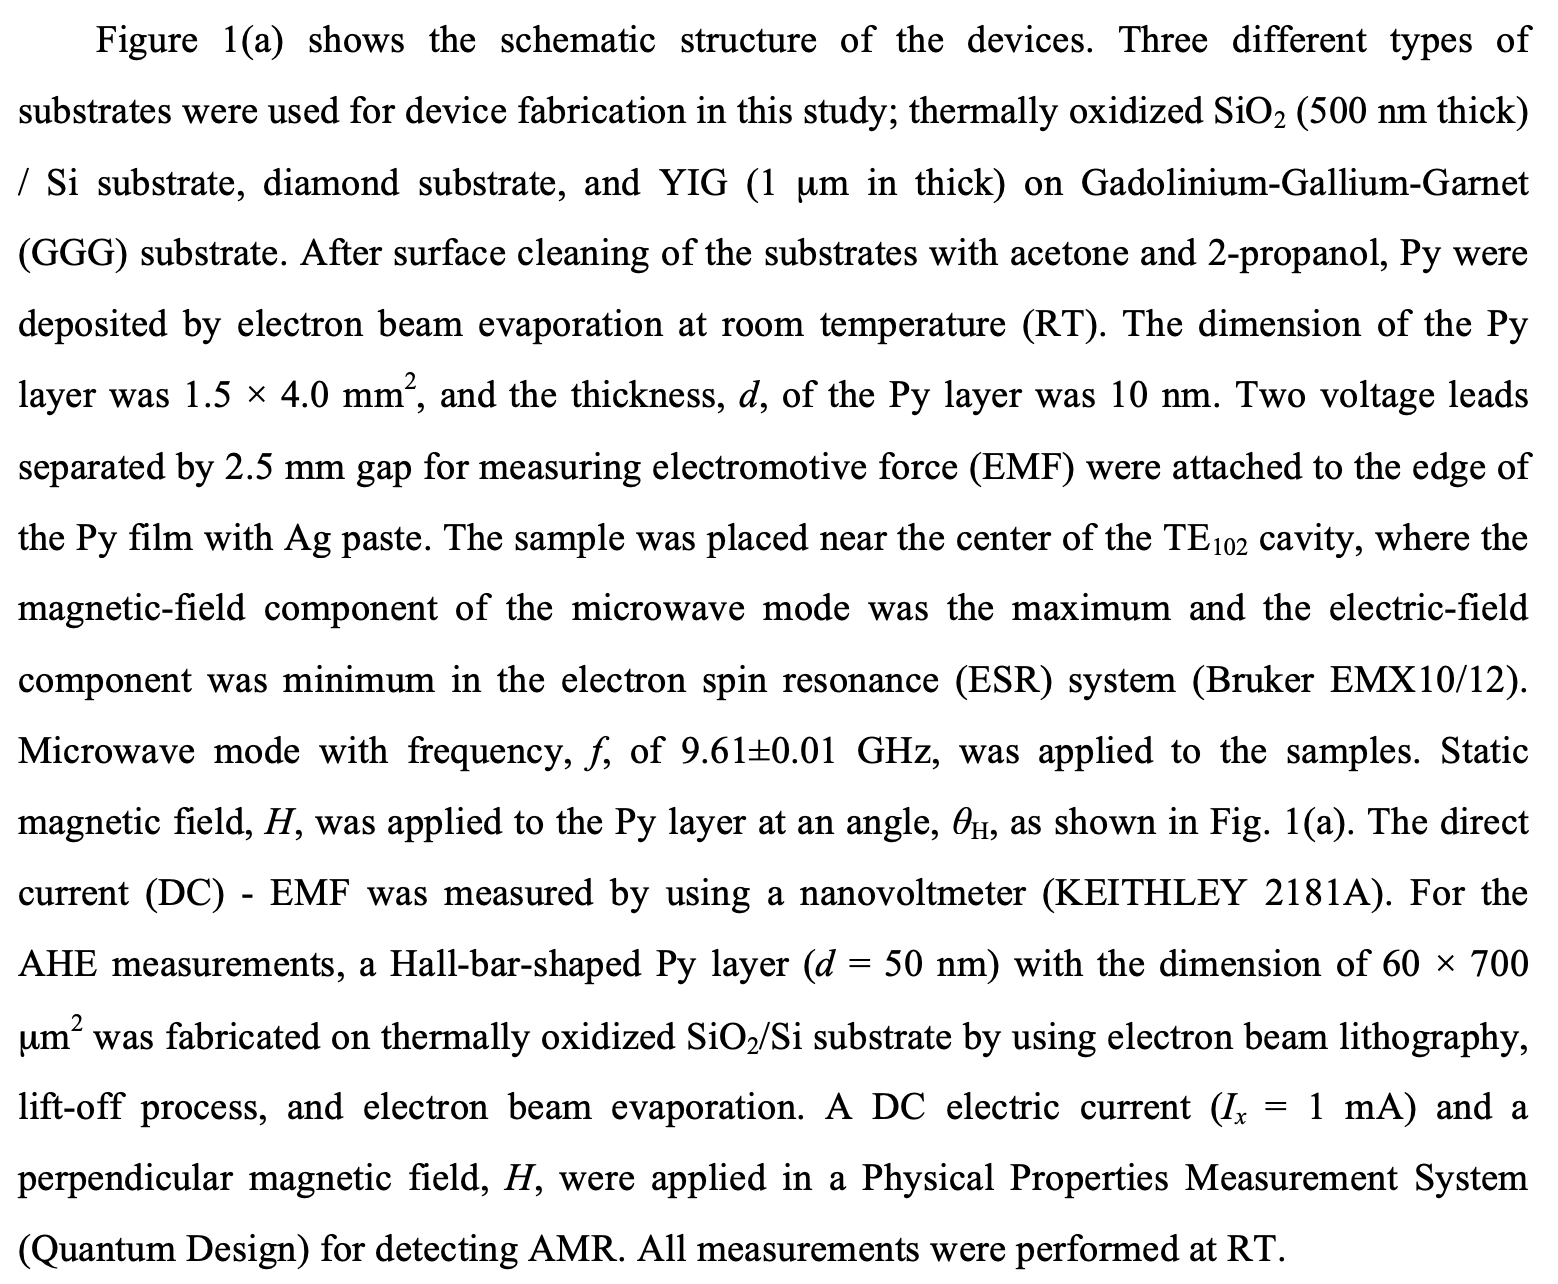 Figure 1(a) shows the schematic structure of the devices. Three different types of
substrates were used for device fabrication in this study; thermally oxidized SiO₂ (500 nm thick)
/ Si substrate, diamond substrate, and YIG (1 μm in thick) on Gadolinium-Gallium-Garnet
(GGG) substrate. After surface cleaning of the substrates with acetone and 2-propanol, Py were
deposited by electron beam evaporation at room temperature (RT). The dimension of the Py
layer was 1.5 × 4.0 mm², and the thickness, d, of the Py layer was 10 nm. Two voltage leads
separated by 2.5 mm gap for measuring electromotive force (EMF) were attached to the edge of
the Py film with Ag paste. The sample was placed near the center of the TE₁₀₂ cavity, where the
magnetic-field component of the microwave mode was the maximum and the electric-field
component was minimum in the electron spin resonance (ESR) system (Bruker EMX10/12).
Microwave mode with frequency, f, of 9.61±0.01 GHz, was applied to the samples. Static
magnetic field, H, was applied to the Py layer at an angle, θ_H, as shown in Fig. 1(a). The direct
current (DC) - EMF was measured by using a nanovoltmeter (KEITHLEY 2181A). For the
AHE measurements, a Hall-bar-shaped Py layer (d = 50 nm) with the dimension of 60 × 700
μm² was fabricated on thermally oxidized SiO₂/Si substrate by using electron beam lithography,
lift-off process, and electron beam evaporation. A DC electric current (Iₓ = 1 mA) and a
perpendicular magnetic field, H, were applied in a Physical Properties Measurement System
(Quantum Design) for detecting AMR. All measurements were performed at RT.